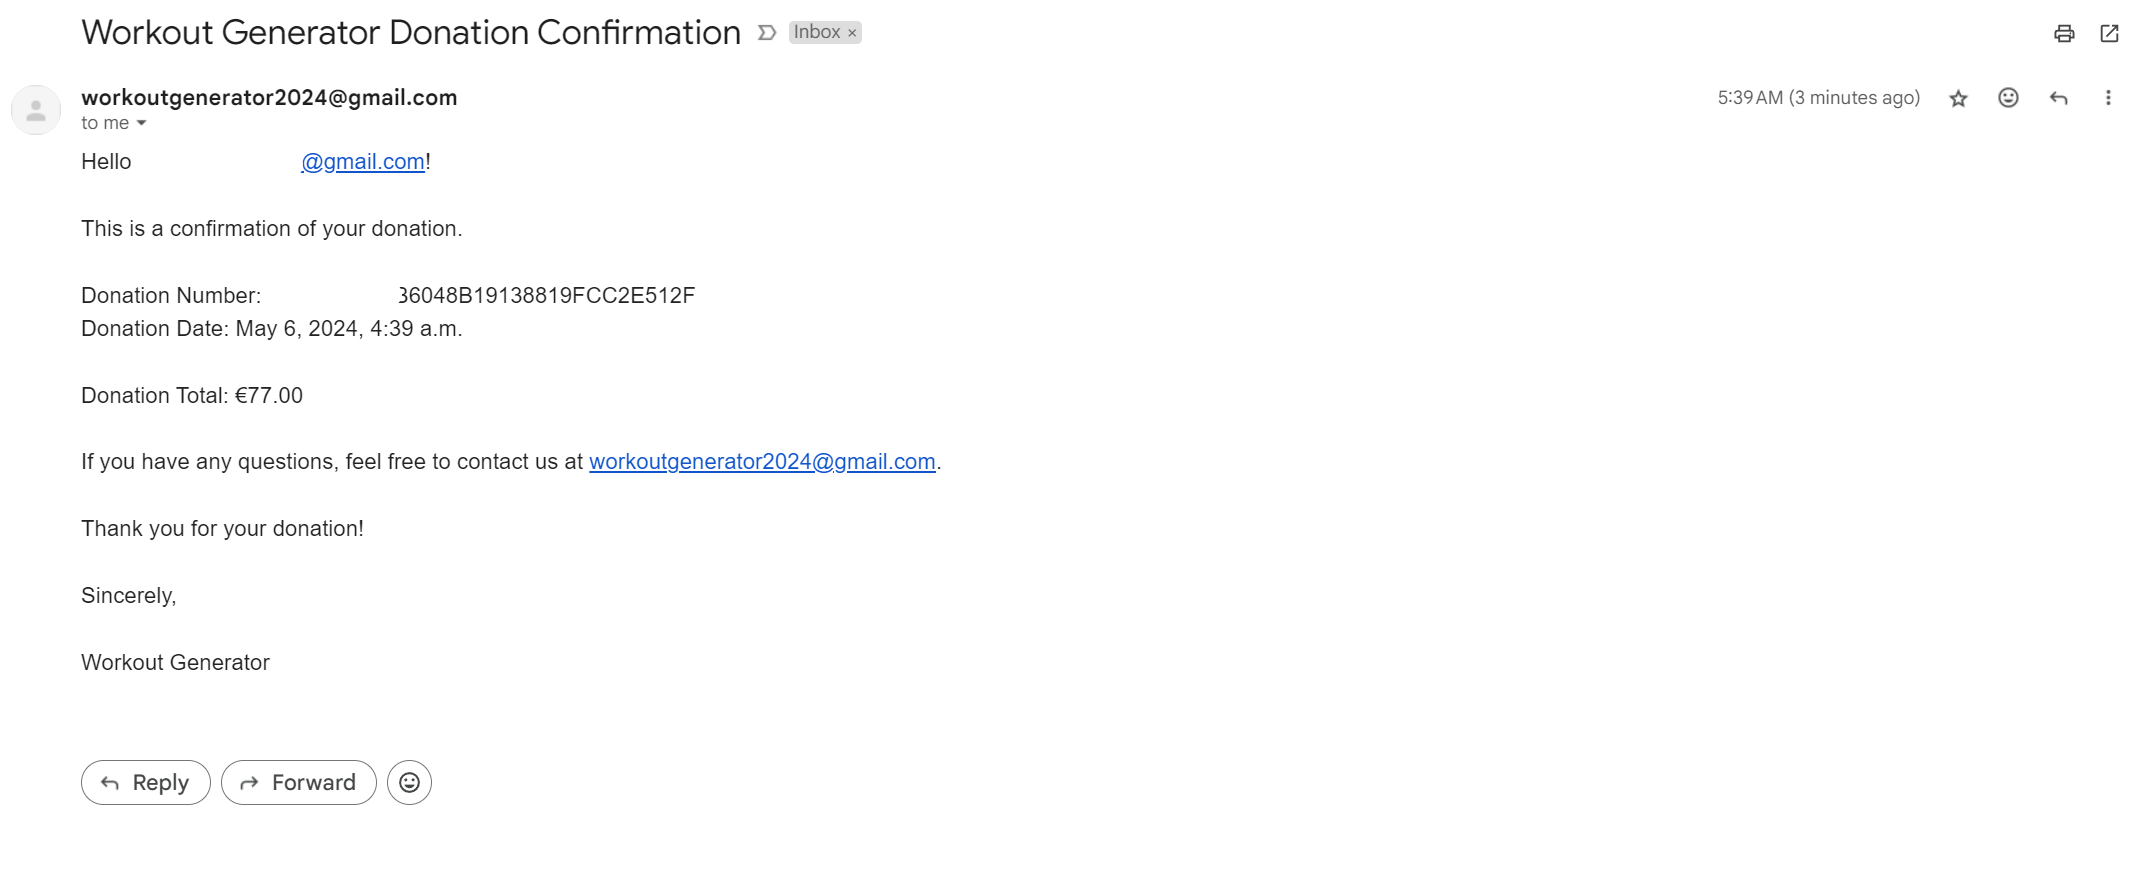 Workout Generator Donation Confirmation Inbox ×
workoutgenerator2024@gmail.com 5:39 AM (3 minutes ago)
to me
Hello @gmail.com!
This is a confirmation of your donation.
Donation Number: 36048B19138819FCC2E512F
Donation Date: May 6, 2024, 4:39 a.m.
Donation Total: €77.00
If you have any questions, feel free to contact us at workoutgenerator2024@gmail.com.
Thank you for your donation!
Sincerely,
Workout Generator
Reply Forward